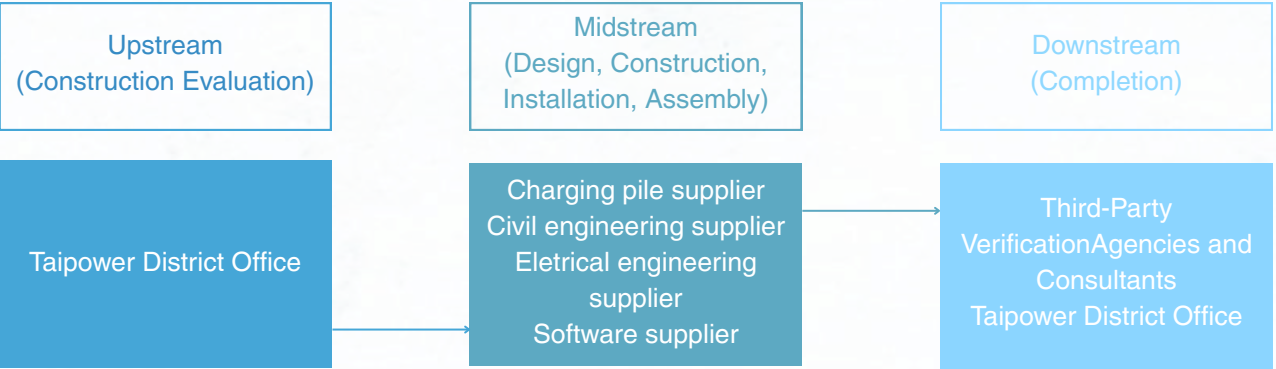 Upstream
(Construction Evaluation)
Midstream
(Design, Construction,
Installation, Assembly)
Downstream
(Completion)
Taipower District Office
Charging pile supplier
Civil engineering supplier
Eletrical engineering
supplier
Software supplier
Third-Party
VerificationAgencies and
Consultants
Taipower District Office